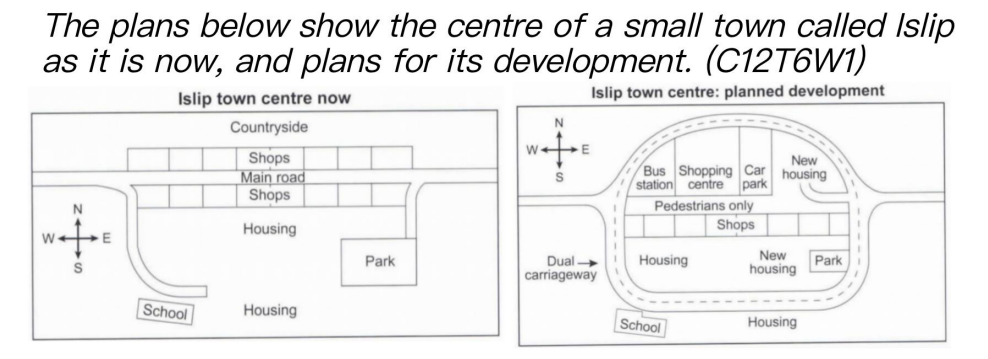 The plans below show the centre of a small town called Islip
as it is now, and plans for its development. (C12T6W1)
Islip town centre now
Countryside
Shops
Main road
Shops
N
W E
S
Housing
Park
School
Housing
Islip town centre: planned development
N
W E
S
Bus station
Shopping centre
Car park
New housing
Pedestrians only
Shops
Dual carriageway
Housing
New housing
Park
School
Housing